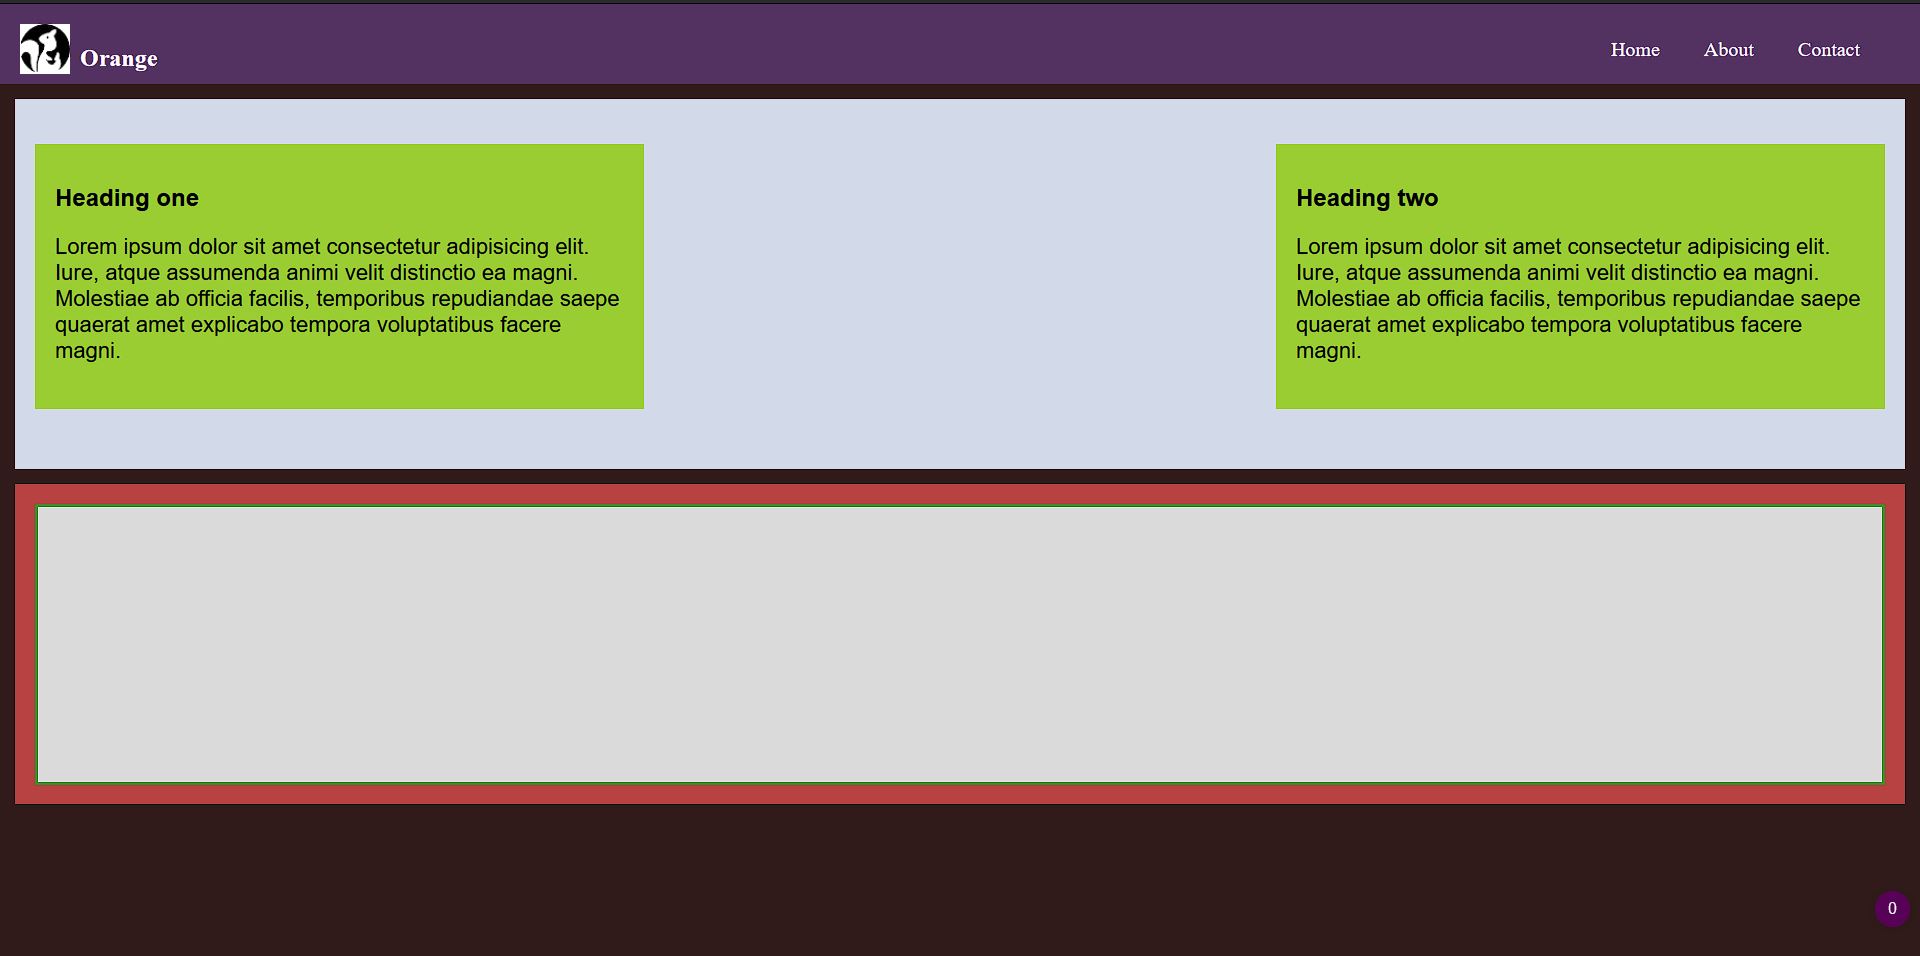 Orange
Home
About
Contact
Heading one
Lorem ipsum dolor sit amet consectetur adipisicing elit.
Iure, atque assumenda animi velit distinctio ea magni.
Molestiae ab officia facilis, temporibus repudiandae saepe
quaerat amet explicabo tempora voluptatibus facere
magni.
Heading two
Lorem ipsum dolor sit amet consectetur adipisicing elit.
Iure, atque assumenda animi velit distinctio ea magni.
Molestiae ab officia facilis, temporibus repudiandae saepe
quaerat amet explicabo tempora voluptatibus facere
magni.
0